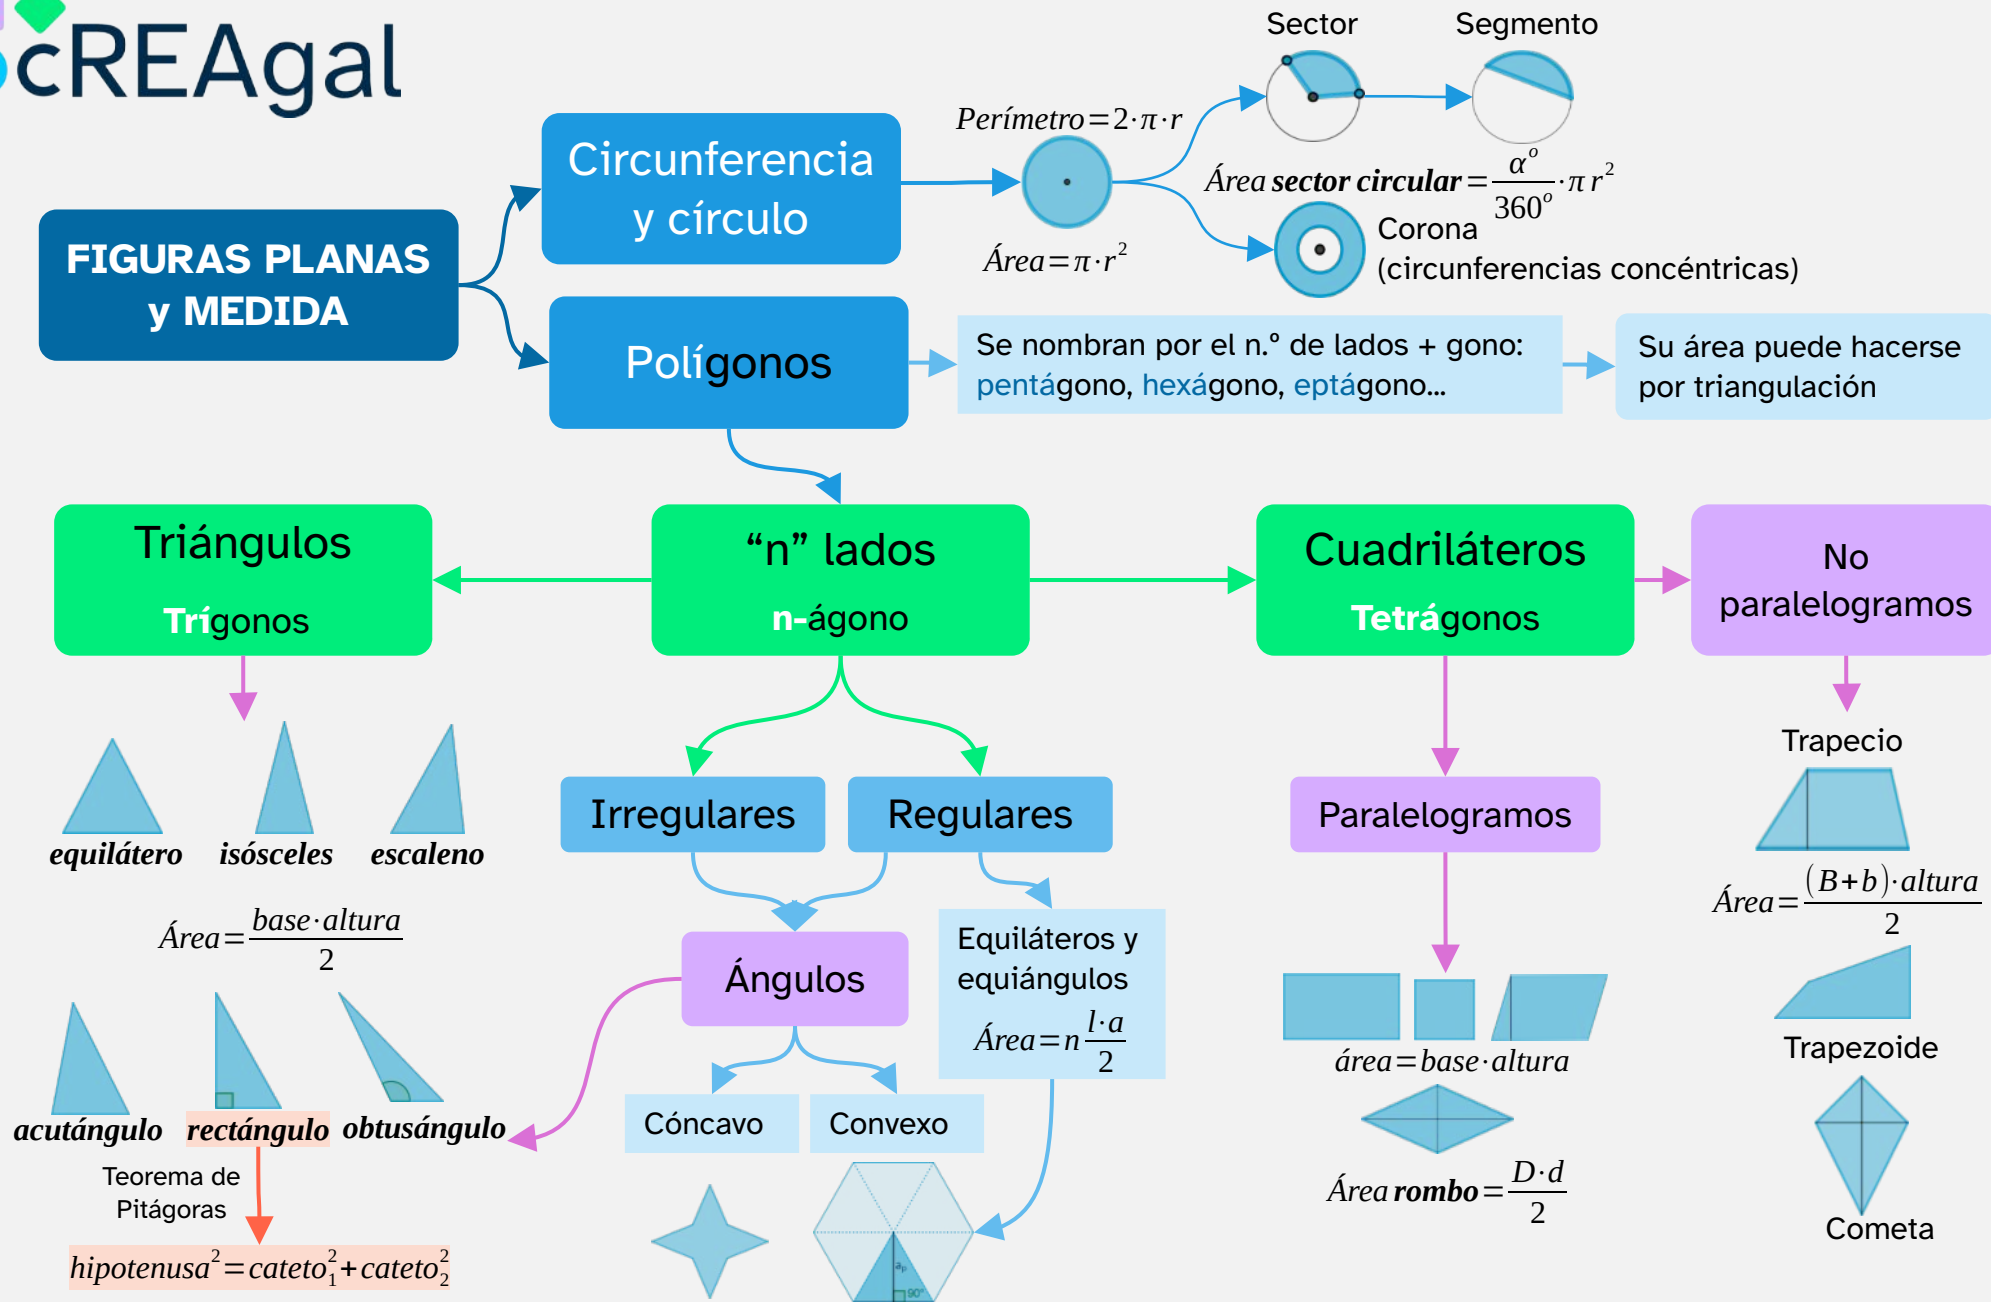 cREAgal
Sector
Segmento
Perímetro=2·π·r
Circunferencia
y círculo
Área sector circular=α°/360°·π r²
Área=π·r²
Corona
(circunferencias concéntricas)
FIGURAS PLANAS
y MEDIDA
Polígonos
Se nombran por el n.º de lados + gono:
pentágono, hexágono, eptágono...
Su área puede hacerse
por triangulación
Triángulos
Trígonos
“n” lados
n-ágono
Cuadriláteros
Tetrágonos
No
paralelogramos
equilátero isósceles escaleno
Área=base·altura/2
acutángulo rectángulo obtusángulo
Teorema de
Pitágoras
hipotenusa²=cateto₁²+cateto₂²
Irregulares
Regulares
Ángulos
Equiláteros y
equiángulos
Área=n l·a/2
Cóncavo
Convexo
aₚ
90°
Paralelogramos
área=base·altura
Área rombo=D·d/2
Trapecio
Área=(B+b)·altura/2
Trapezoide
Cometa